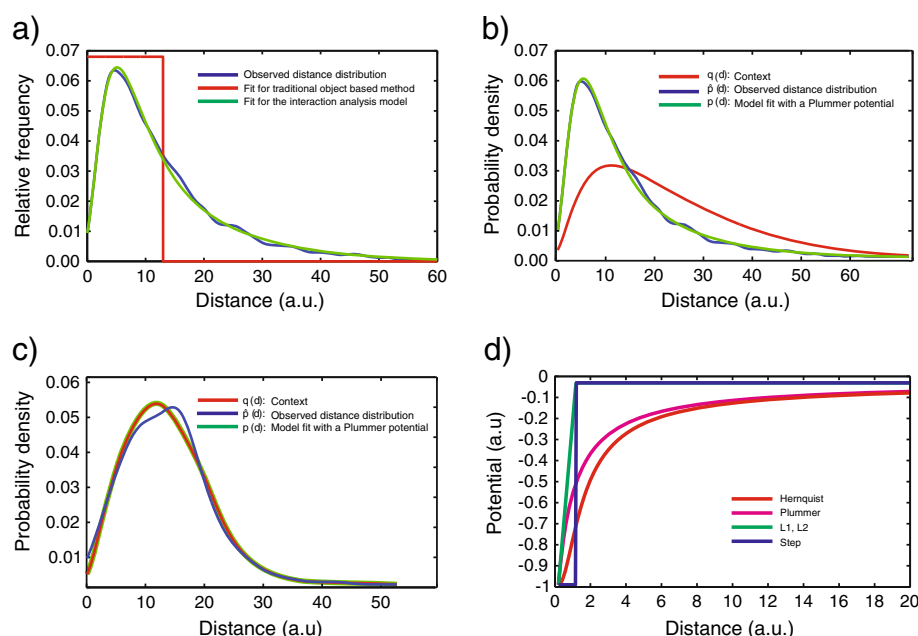 a)
0.07
0.06
0.05
0.04
0.03
0.02
0.01
0.00
Relative frequency
Observed distance distribution
Fit for traditional object based method
Fit for the interaction analysis model
0 10 20 30 40 50 60
Distance (a.u.)
b)
0.07
0.06
0.05
0.04
0.03
0.02
0.01
0.00
Probability density
q(d): Context
p̂(d): Observed distance distribution
p(d): Model fit with a Plummer potential
0 10 20 30 40 50 60
Distance (a.u.)
c)
0.06
0.05
0.04
0.03
0.02
0.01
Probability density
q(d): Context
p̂(d): Observed distance distribution
p(d): Model fit with a Plummer potential
0 10 20 30 40 50
Distance (a.u)
d)
0
-0.1
-0.2
-0.3
-0.4
-0.5
-0.6
-0.7
-0.8
-0.9
-1
Potential (a.u)
Hernquist
Plummer
L1, L2
Step
0 2 4 6 8 10 12 14 16 18 20
Distance (a.u.)